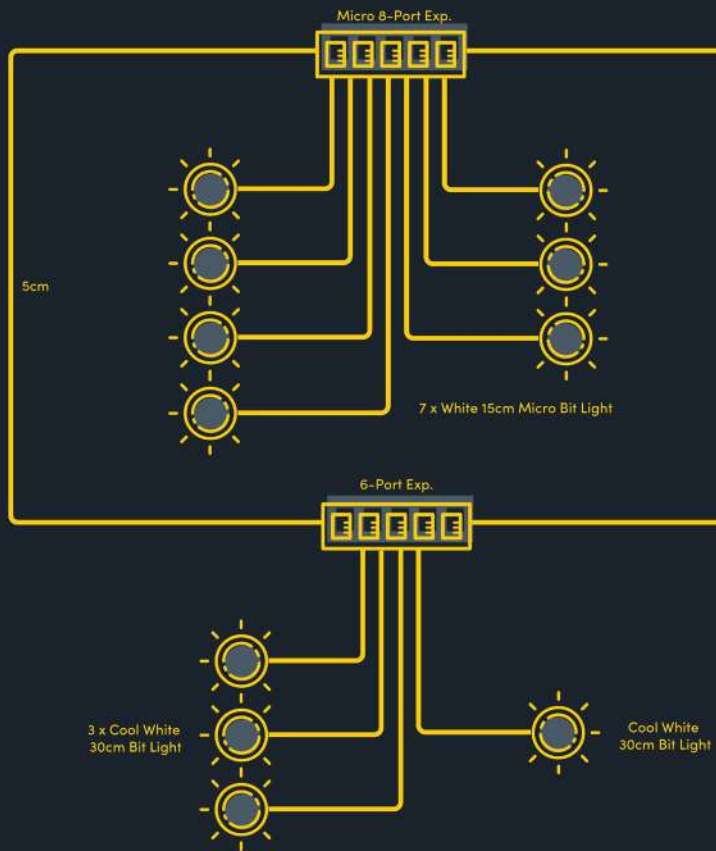 Micro 8-Port Exp.
5cm
7 x White 15cm Micro Bit Light
6-Port Exp.
3 x Cool White
30cm Bit Light
Cool White
30cm Bit Light